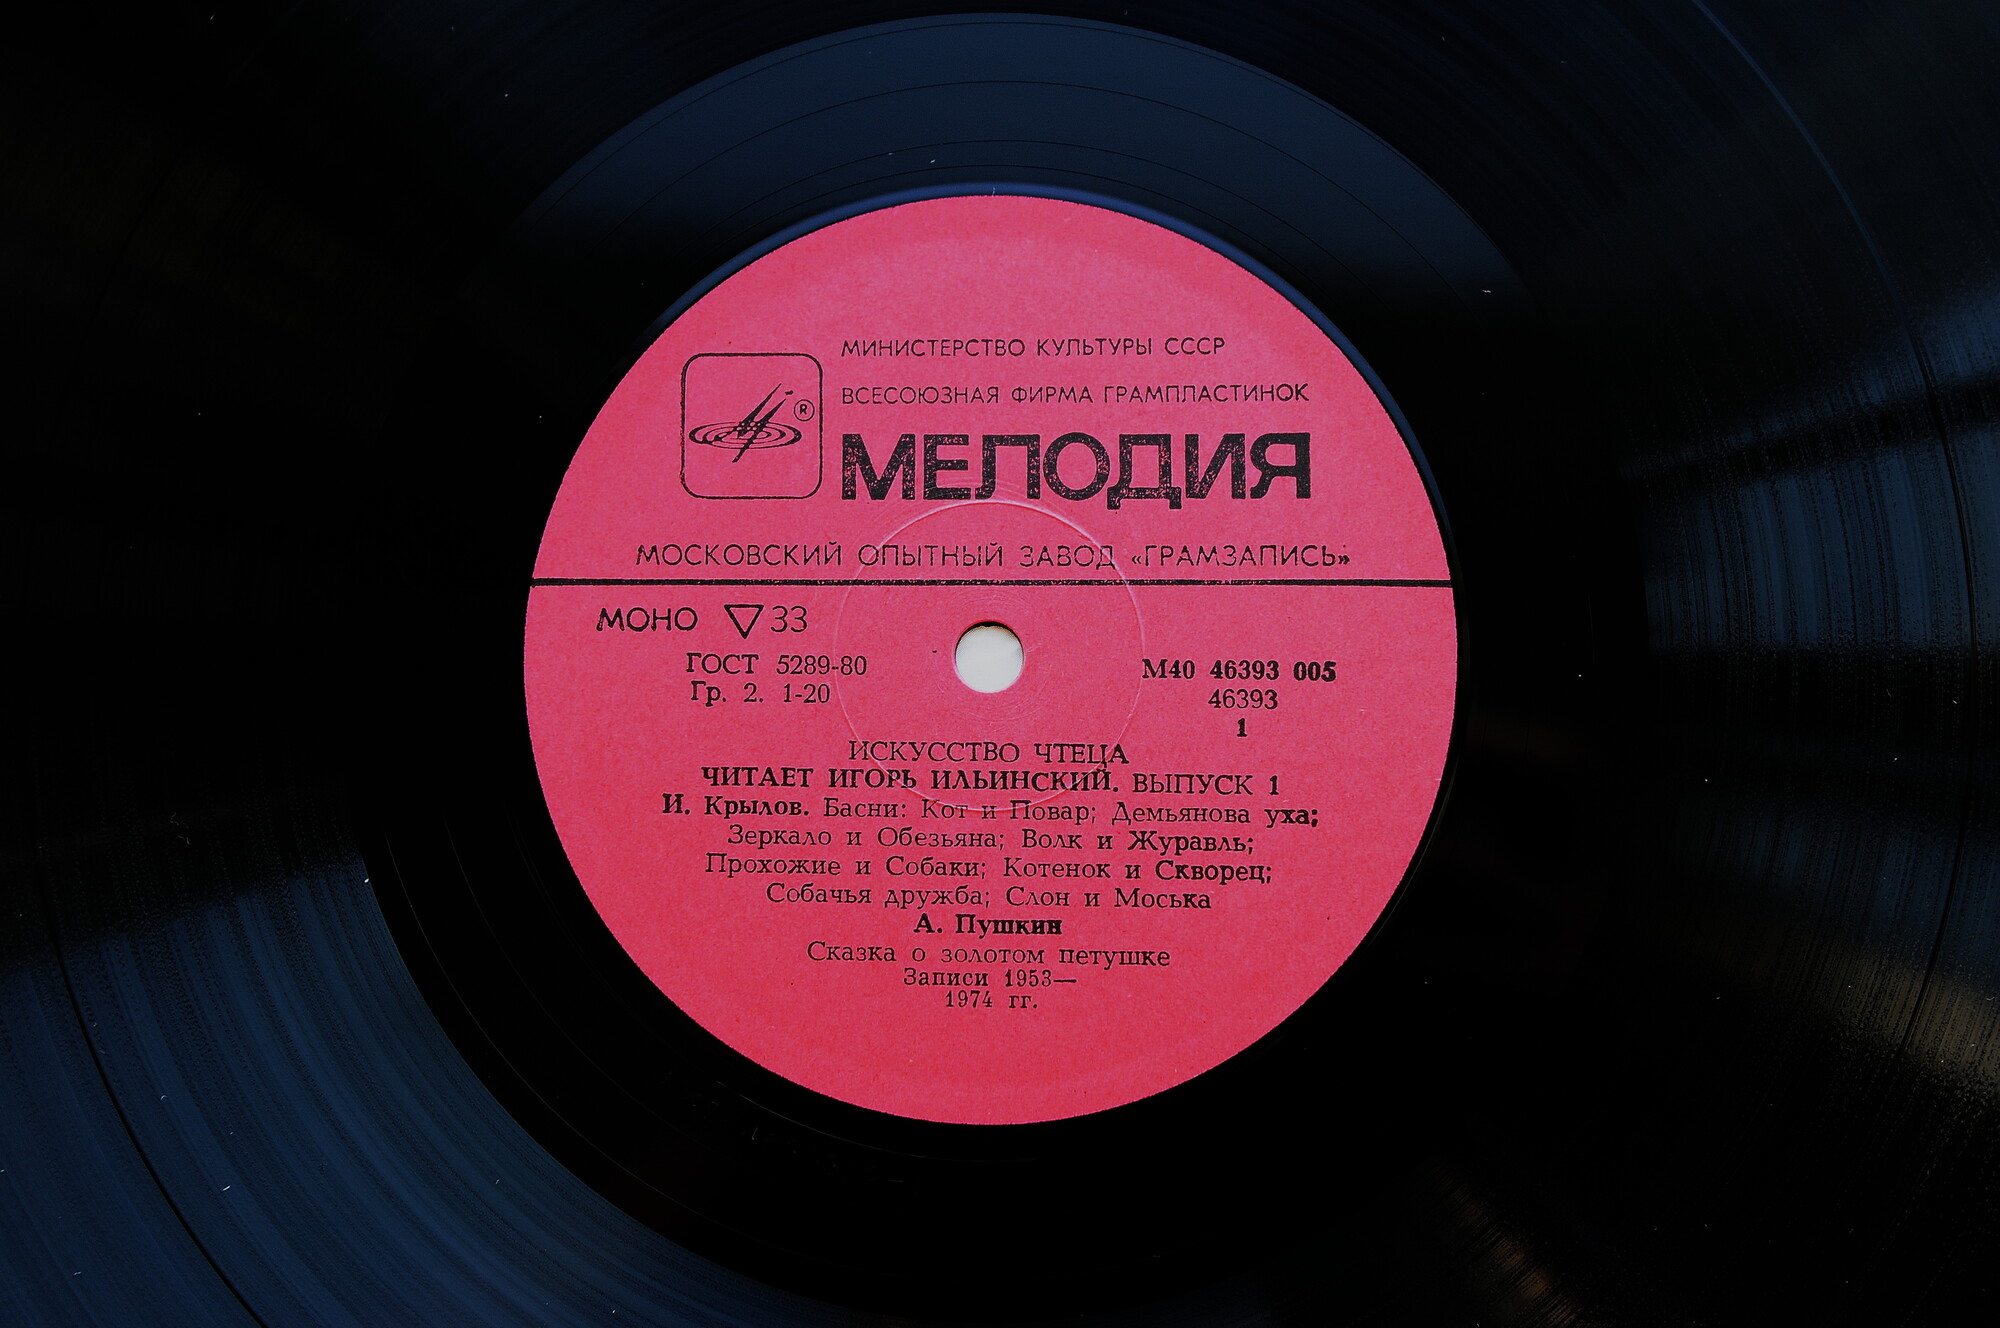 МИНИСТЕРСТВО КУЛЬТУРЫ СССР
ВСЕСОЮЗНАЯ ФИРМА ГРАМПЛАСТИНОК
®
МЕЛОДИЯ
МОСКОВСКИЙ ОПЫТНЫЙ ЗАВОД «ГРАМЗАПИСЬ»
МОНО ▽33
ГОСТ 5289-80
Гр. 2. 1-20
М40 46393 005
46393
1
ИСКУССТВО ЧТЕЦА
ЧИТАЕТ ИГОРЬ ИЛЬИНСКИЙ. ВЫПУСК 1
И. Крылов. Басни: Кот и Повар; Демьянова уха;
Зеркало и Обезьяна; Волк и Журавль;
Прохожие и Собаки; Котенок и Скворец;
Собачья дружба; Слон и Моська
А. Пушкин
Сказка о золотом петушке
Записи 1953—
1974 гг.